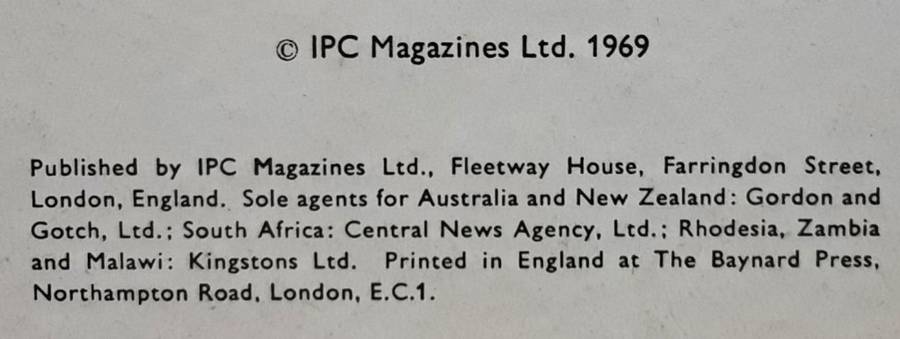 © IPC Magazines Ltd. 1969
Published by IPC Magazines Ltd., Fleetway House, Farringdon Street,
London, England. Sole agents for Australia and New Zealand: Gordon and
Gotch, Ltd.; South Africa: Central News Agency, Ltd.; Rhodesia, Zambia
and Malawi: Kingstons Ltd. Printed in England at The Baynard Press,
Northampton Road, London, E.C.1.